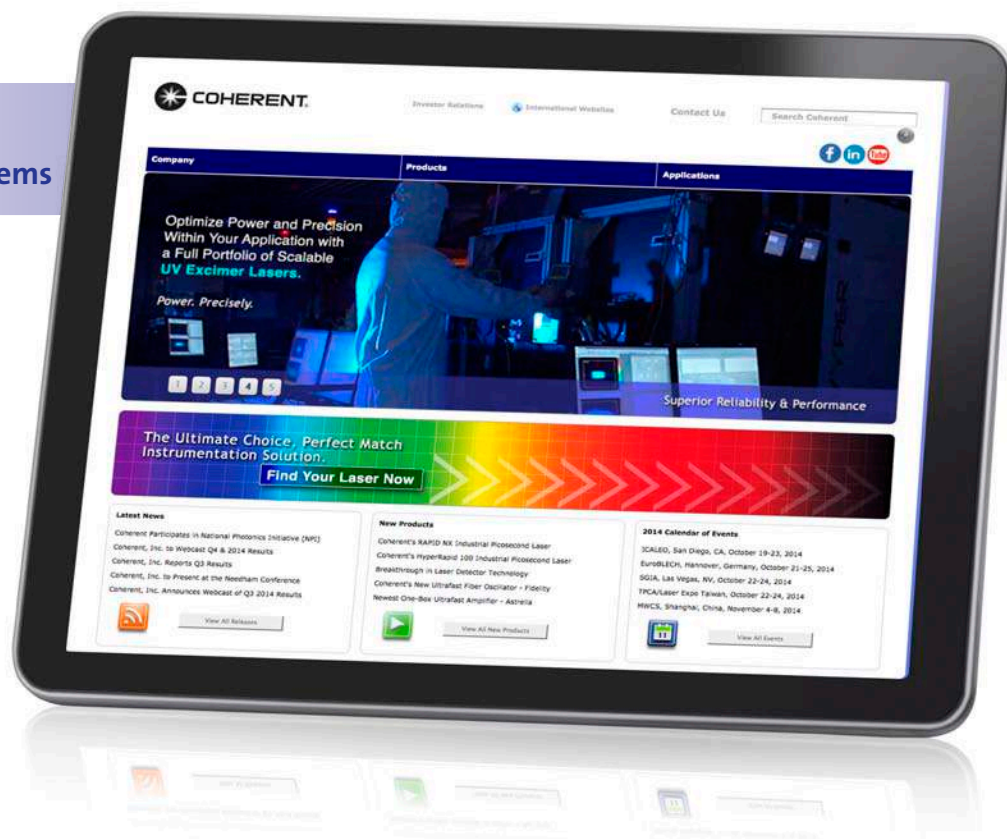 ems
COHERENT.
Investor Relations
International Websites
Contact Us
Search Coherent
f in
Company
Products
Applications
Optimize Power and Precision
Within Your Application with
a Full Portfolio of Scalable
UV Excimer Lasers.
Power. Precisely.
1 2 3 4 5
Superior Reliability & Performance
The Ultimate Choice, Perfect Match
Instrumentation Solution.
Find Your Laser Now
Latest News
Coherent Participates in National Photonics Initiative (NPI)
Coherent, Inc. to Webcast Q4 & 2014 Results
Coherent, Inc. Reports Q3 Results
Coherent, Inc. to Present at the Needham Conference
Coherent, Inc. Announces Webcast of Q3 2014 Results
View All Releases
New Products
Coherent's RAPID NX Industrial Picosecond Laser
Coherent's HyperRapid 100 Industrial Picosecond Laser
Breakthrough in Laser Detector Technology
Coherent's New Ultrafast Fiber Oscillator - Fidelity
Newest One-Box Ultrafast Amplifier - Astrella
View All New Products
2014 Calendar of Events
ICALEO, San Diego, CA, October 19-23, 2014
EuroBLECH, Hannover, Germany, October 21-25, 2014
SGIA, Las Vegas, NV, October 22-24, 2014
TPCA/Laser Expo Taiwan, October 22-24, 2014
MWCS, Shanghai, China, November 4-8, 2014
11
View All Events